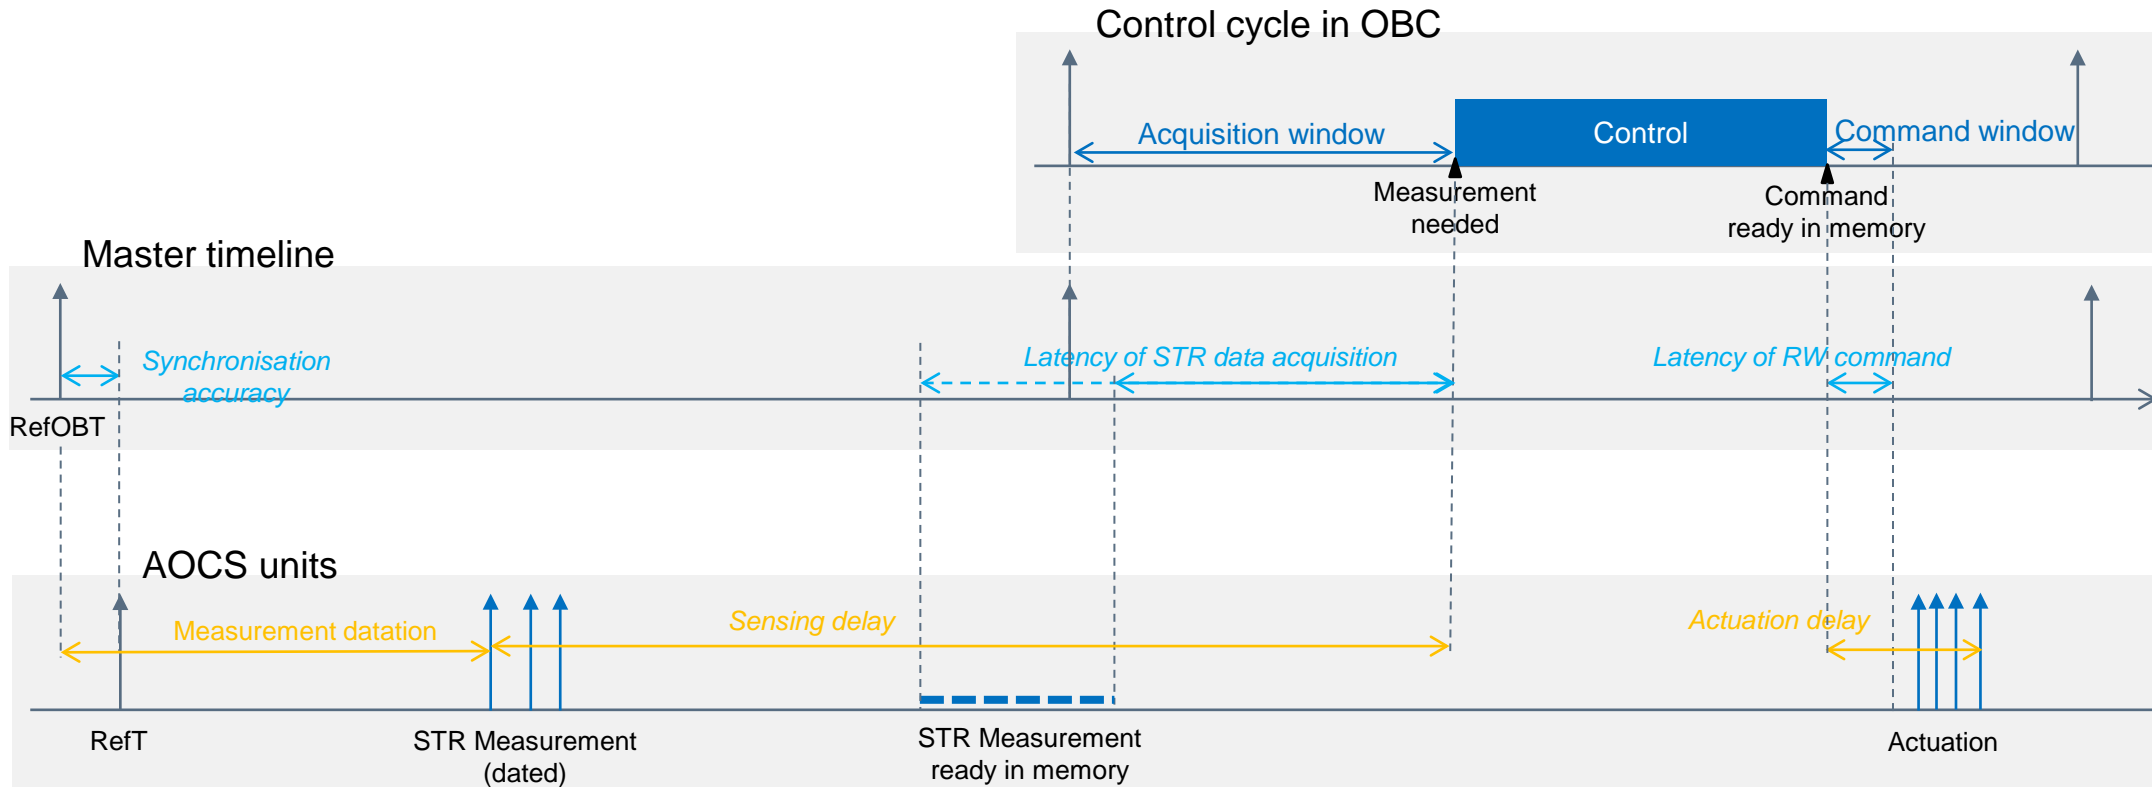 Control cycle in OBC
Acquisition window
Control
Command window
Measurement
needed
Command
ready in memory
Master timeline
Synchronisation
accuracy
Latency of STR data acquisition
Latency of RW command
RefOBT
AOCS units
Measurement datation
Sensing delay
Actuation delay
RefT
STR Measurement
(dated)
STR Measurement
ready in memory
Actuation